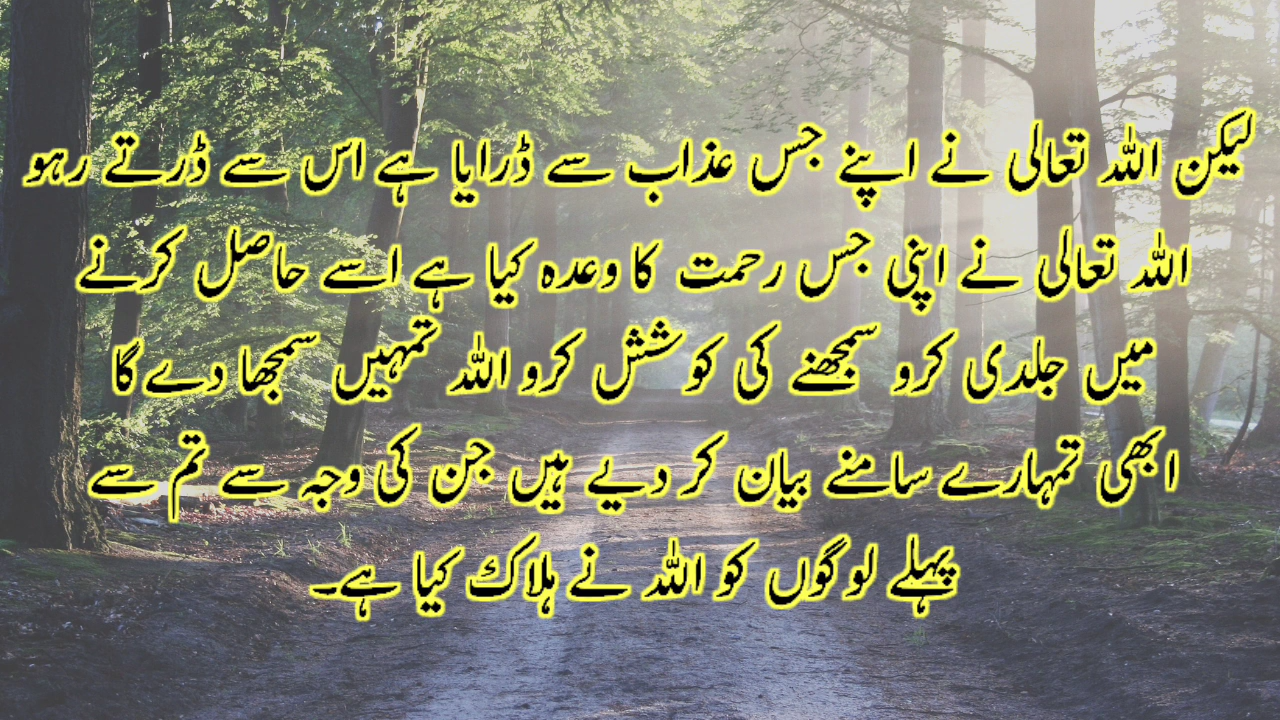 لیکن اللہ تعالی نے اپنے جس عذاب سے ڈرایا ہے اس سے ڈرتے رہو
اللہ تعالی نے اپنی جس رحمت کا وعدہ کیا ہے اسے حاصل کرنے
میں جلدی کرو سمجھنے کی کوشش کرو اللہ تمہیں سمجھا دے گا
ابھی تمہارے سامنے بیان کر دیے ہیں جن کی وجہ سے تم سے
پہلے لوگوں کو اللہ نے ہلاک کیا ہے۔